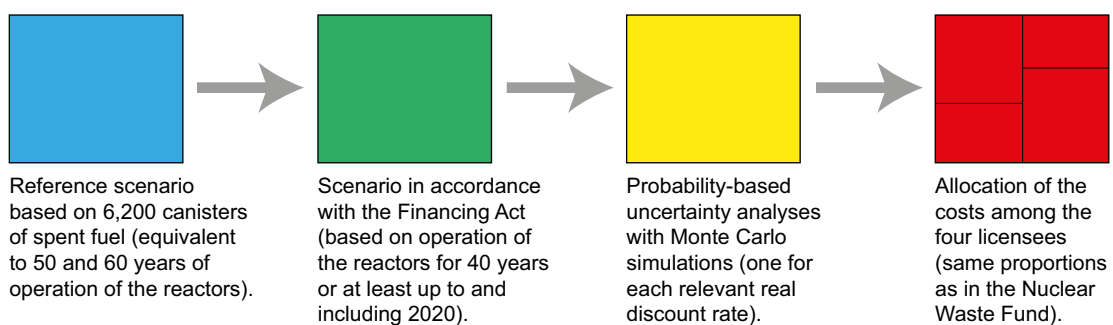 Reference scenario
based on 6,200 canisters
of spent fuel (equivalent
to 50 and 60 years of
operation of the reactors).
Scenario in accordance
with the Financing Act
(based on operation of
the reactors for 40 years
or at least up to and
including 2020).
Probability-based
uncertainty analyses
with Monte Carlo
simulations (one for
each relevant real
discount rate).
Allocation of the
costs among the
four licensees
(same proportions
as in the Nuclear
Waste Fund).